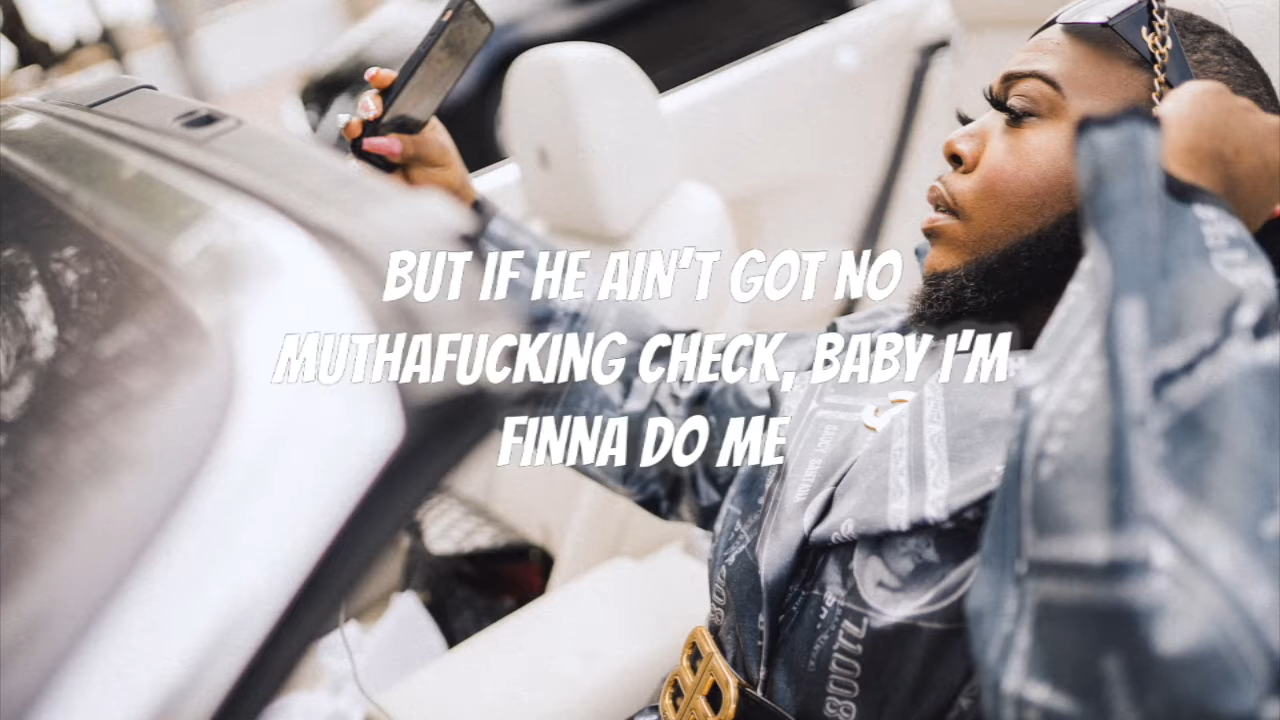 BUT IF HE AIN'T GOT NO
MUTHAFUCKING CHECK, BABY I'M
FINNA DO ME